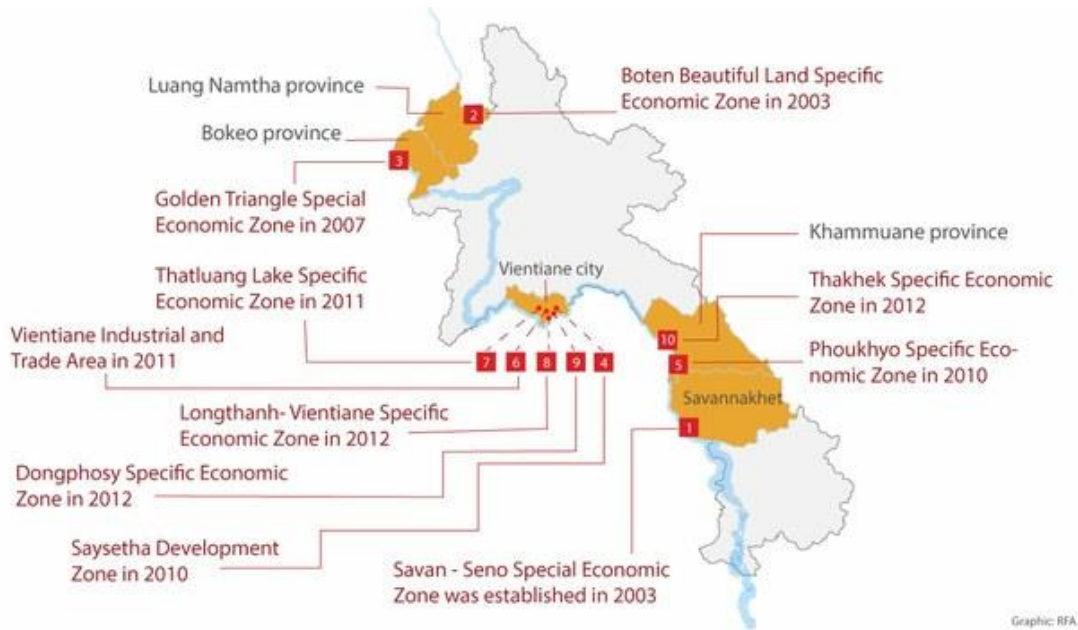 Luang Namtha province
Boten Beautiful Land Specific
Economic Zone in 2003
2
Bokeo province
3
Golden Triangle Special
Economic Zone in 2007
Khammuane province
Vientiane city
Thatluang Lake Specific
Economic Zone in 2011
Thakhek Specific Economic
Zone in 2012
Vientiane Industrial and
Trade Area in 2011
10
Phoukhyo Specific Eco-
nomic Zone in 2010
5
7 6 8 9 4
Savannakhet
Longthanh- Vientiane Specific
Economic Zone in 2012
1
Dongphosy Specific Economic
Zone in 2012
Saysetha Development
Zone in 2010
Savan - Seno Special Economic
Zone was established in 2003
Graphic: RFA